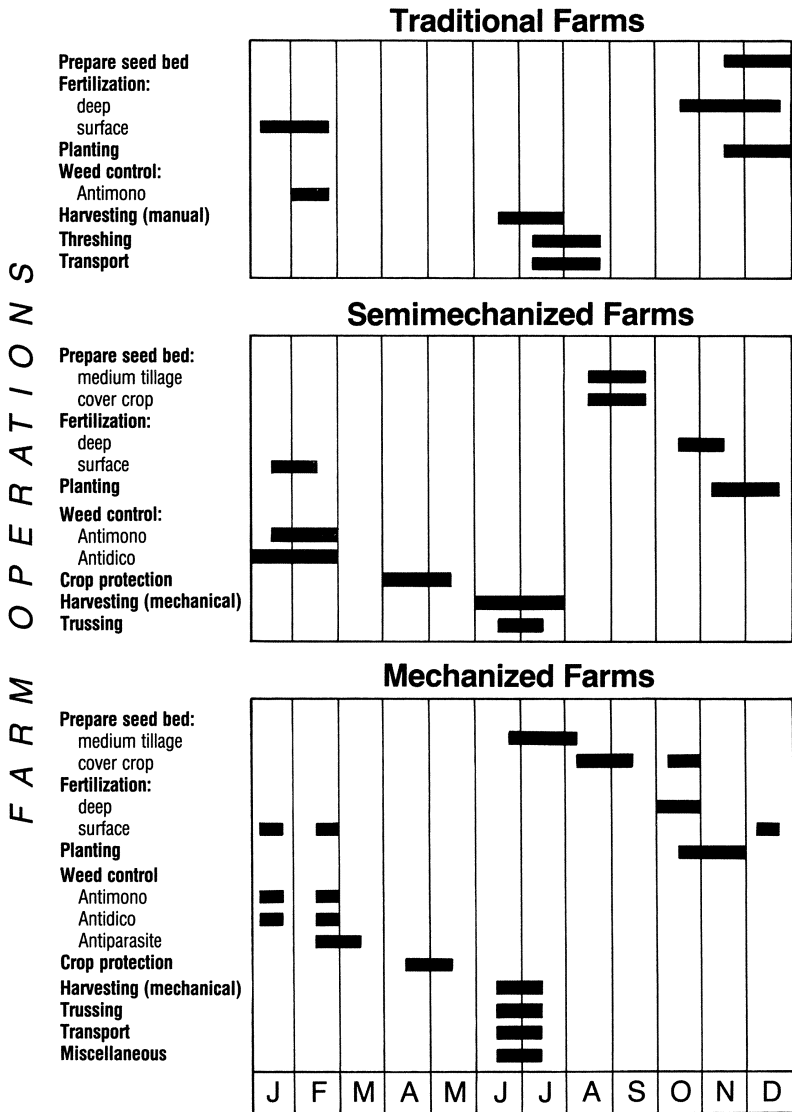 Traditional Farms
Prepare seed bed
Fertilization:
deep
surface
Planting
Weed control:
Antimono
Harvesting (manual)
Threshing
Transport
FARM OPERATIONS
Semimechanized Farms
Prepare seed bed:
medium tillage
cover crop
Fertilization:
deep
surface
Planting
Weed control:
Antimono
Antidico
Crop protection
Harvesting (mechanical)
Trussing
Mechanized Farms
Prepare seed bed:
medium tillage
cover crop
Fertilization:
deep
surface
Planting
Weed control
Antimono
Antidico
Antiparasite
Crop protection
Harvesting (mechanical)
Trussing
Transport
Miscellaneous
J F M A M J J A S O N D